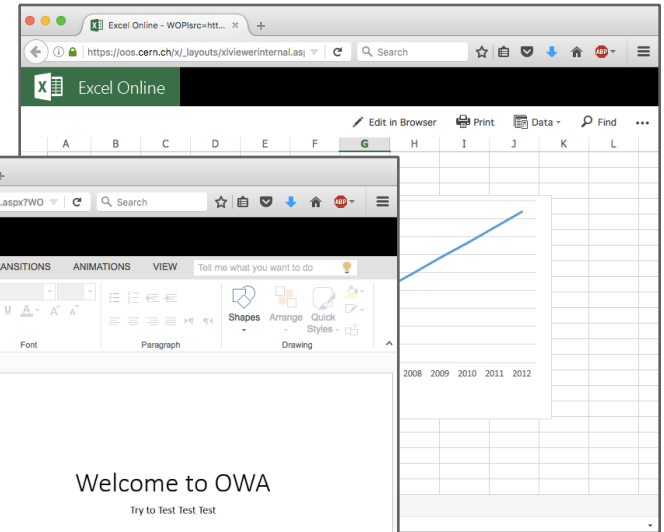 Excel Online - WOPIsrc=htt...
https://oos.cern.ch/x/_layouts/xlviewerinternal.as
Search
ABP
Excel Online
Edit in Browser Print Data Find
A B C D E F G H I J K L
.aspx?WO Search ABP
ANSITIONS ANIMATIONS VIEW Tell me what you want to do
U A A A
Shapes Arrange Quick Styles
Font Paragraph Drawing
2008 2009 2010 2011 2012
Welcome to OWA
Try to Test Test Test